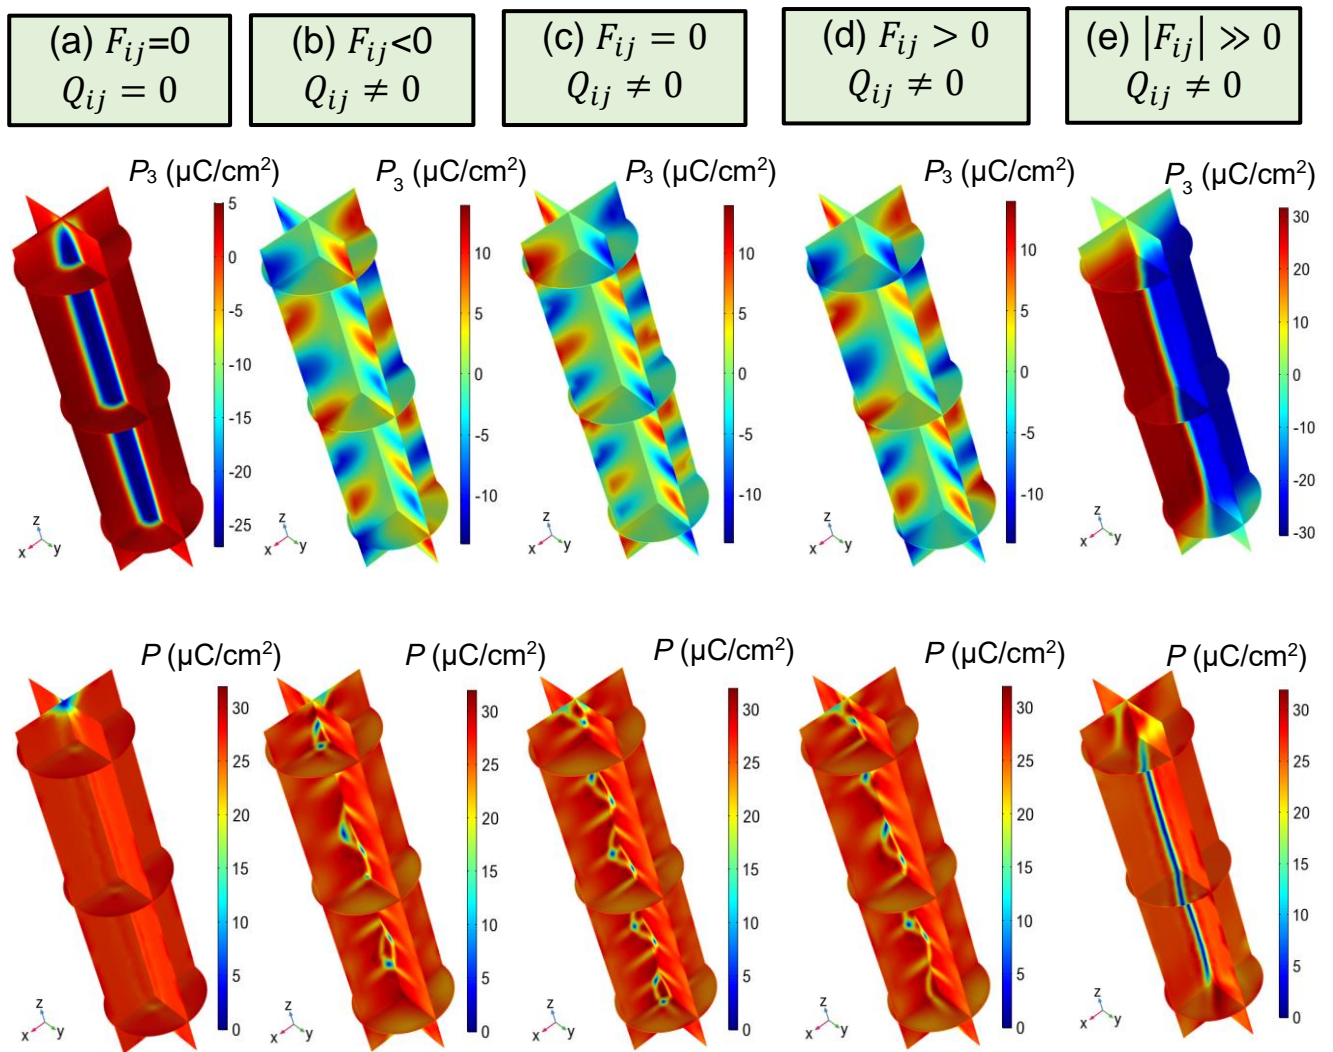 (a) F_ij=0
Q_ij = 0
(b) F_ij<0
Q_ij ≠ 0
(c) F_ij = 0
Q_ij ≠ 0
(d) F_ij > 0
Q_ij ≠ 0
(e) |F_ij| ≫ 0
Q_ij ≠ 0
P3 (µC/cm²)
5
0
-5
-10
-15
-20
-25
z
x
y
P3 (µC/cm²)
10
5
0
-5
-10
z
x
y
P3 (µC/cm²)
10
5
0
-5
-10
z
x
y
P3 (µC/cm²)
10
5
0
-5
-10
z
x
y
P3 (µC/cm²)
30
20
10
0
-10
-20
-30
z
x
y
P (µC/cm²)
30
25
20
15
10
5
0
z
x
y
P (µC/cm²)
30
25
20
15
10
5
0
z
x
y
P (µC/cm²)
30
25
20
15
10
5
0
z
x
y
P (µC/cm²)
30
25
20
15
10
5
0
z
x
y
P (µC/cm²)
30
25
20
15
10
5
0
z
x
y